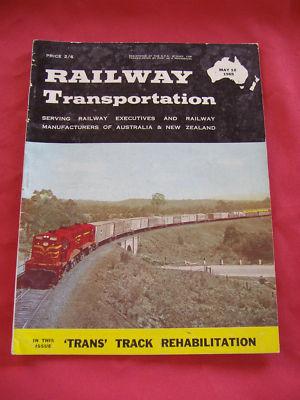 PRICE 2/6
RAILWAY
MAY 15
Transportation
SERVING RAILWAY EXECUTIVES AND RAILWAY
MANUFACTURERS OF AUSTRALIA & NEW ZEALAND
IN THIS
ISSUE
'TRANS' TRACK REHABILITATION